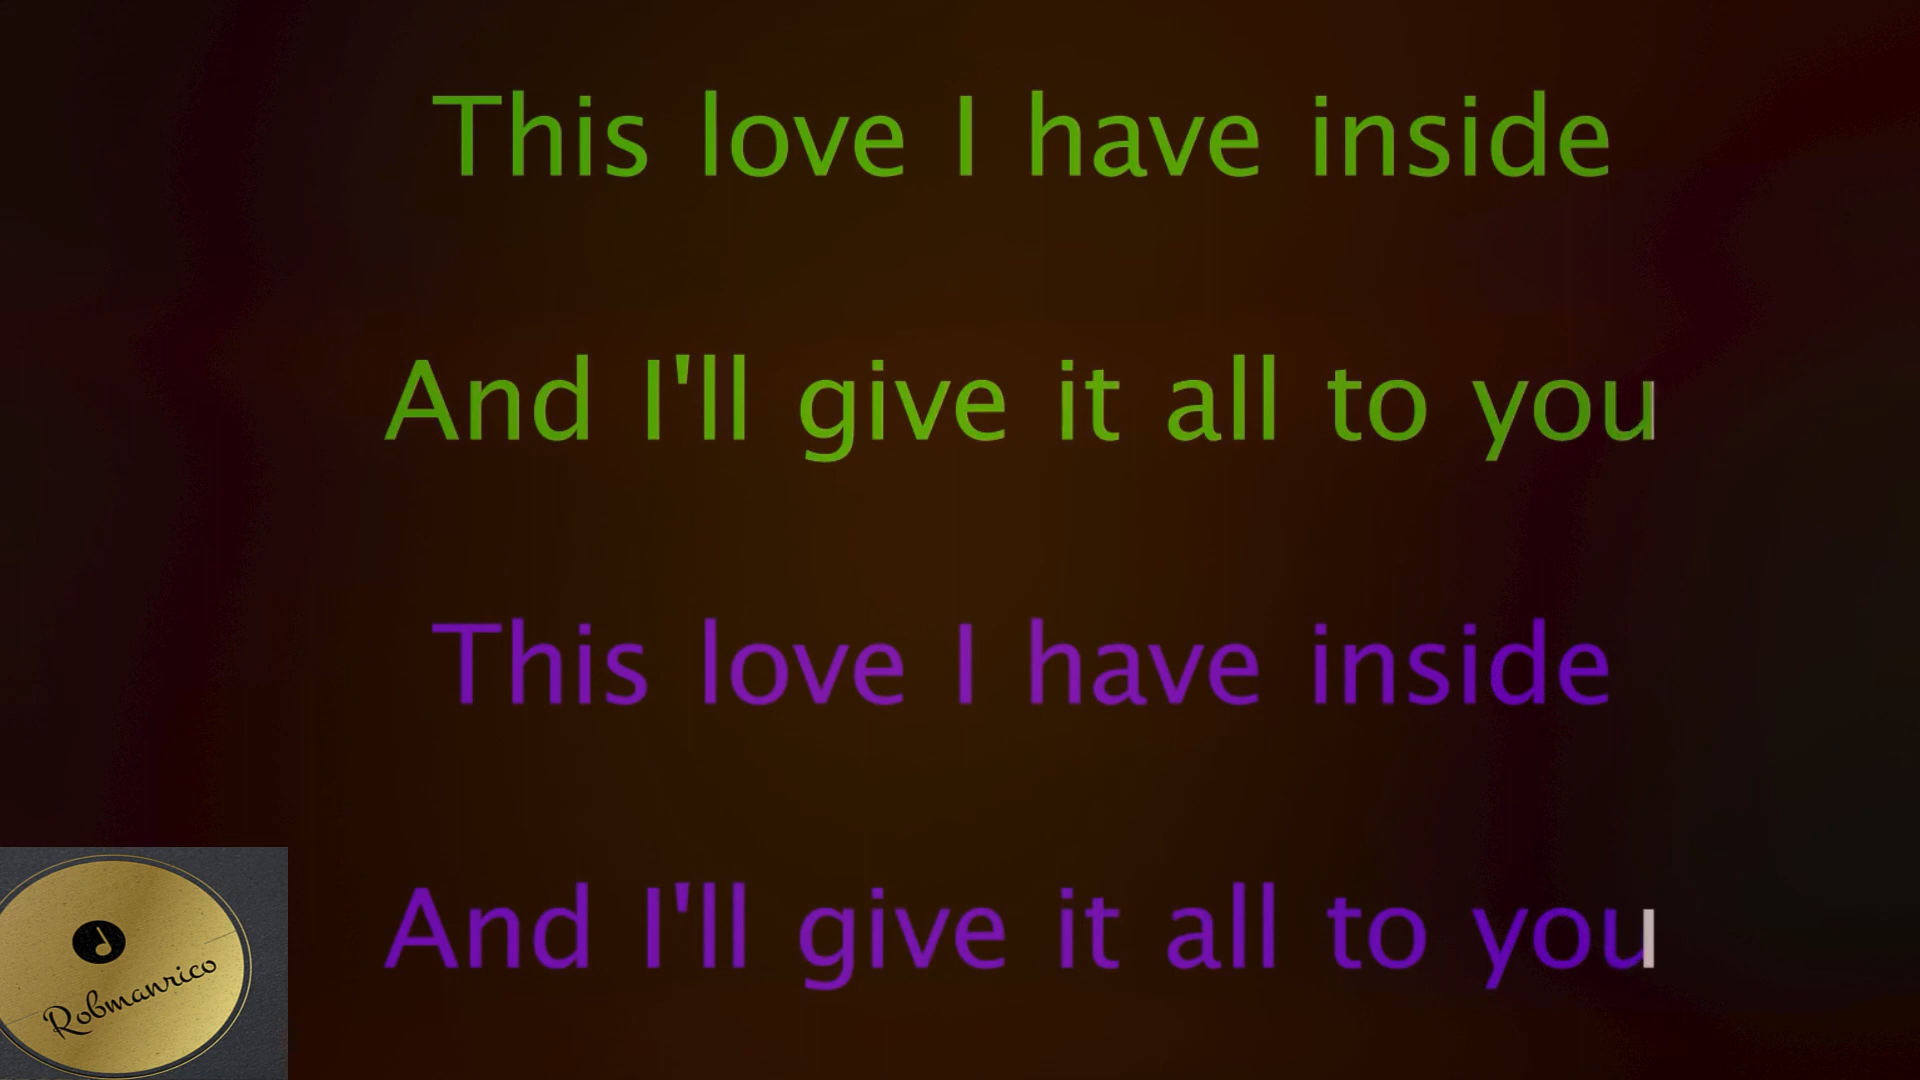 This love I have inside
And I'll give it all to you
This love I have inside
And I'll give it all to you
Robmanrico